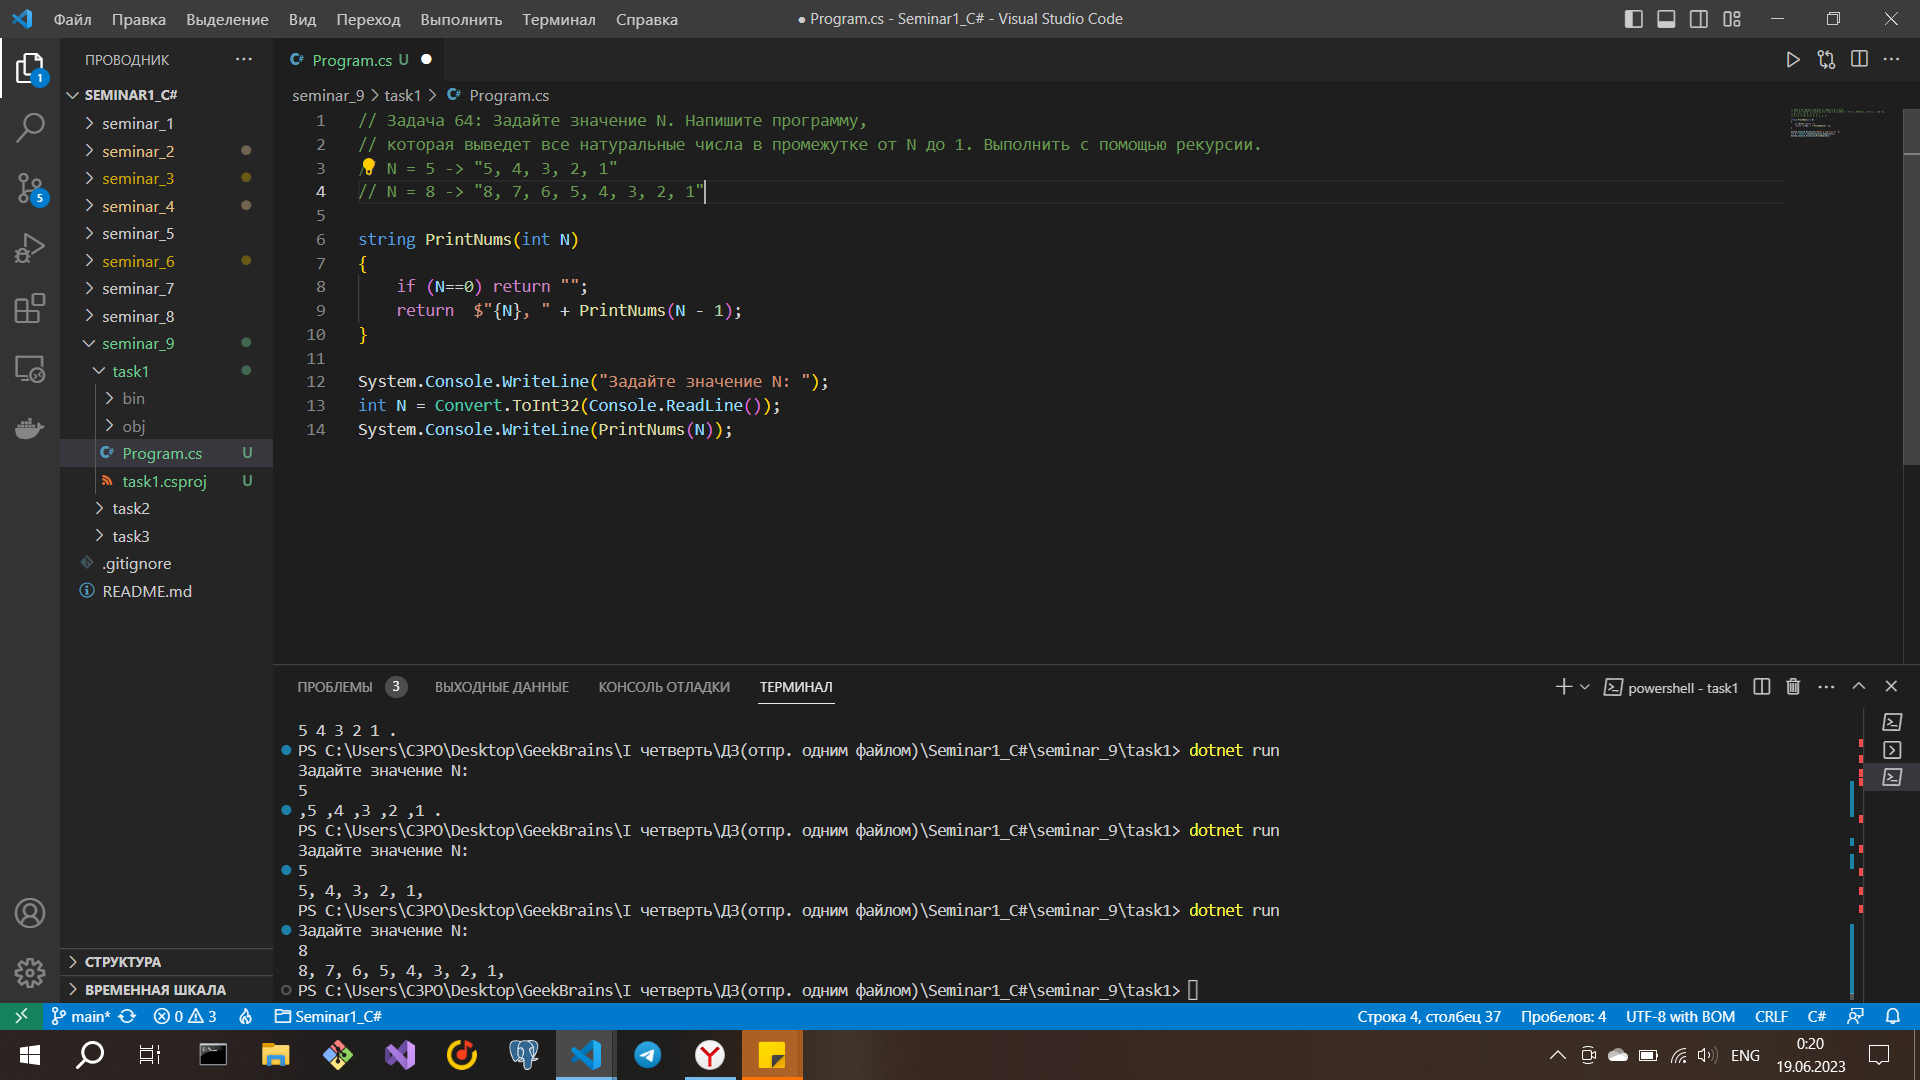 Файл Правка Выделение Вид Переход Выполнить Терминал Справка
● Program.cs - Seminar1_C# - Visual Studio Code
ПРОВОДНИК
SEMINAR1_C#
seminar_1
seminar_2
seminar_3
seminar_4
seminar_5
seminar_6
seminar_7
seminar_8
seminar_9
task1
bin
obj
C# Program.cs U
task1.csproj U
task2
task3
.gitignore
README.md
СТРУКТУРА
ВРЕМЕННАЯ ШКАЛА
1
5
C# Program.cs U
seminar_9 > task1 > C# Program.cs
1 // Задача 64: Задайте значение N. Напишите программу,
2 // которая выведет все натуральные числа в промежутке от N до 1. Выполнить с помощью рекурсии.
3 // N = 5 -> "5, 4, 3, 2, 1"
4 // N = 8 -> "8, 7, 6, 5, 4, 3, 2, 1"
5
6 string PrintNums(int N)
7 {
8 if (N==0) return "";
9 return  $"{N}, " + PrintNums(N - 1);
10 }
11
12 System.Console.WriteLine("Задайте значение N: ");
13 int N = Convert.ToInt32(Console.ReadLine());
14 System.Console.WriteLine(PrintNums(N));
ПРОБЛЕМЫ 3 ВЫХОДНЫЕ ДАННЫЕ КОНСОЛЬ ОТЛАДКИ ТЕРМИНАЛ
powershell - task1
5 4 3 2 1 .
PS C:\Users\C3PO\Desktop\GeekBrains\I четверть\ДЗ(отпр. одним файлом)\Seminar1_C#\seminar_9\task1> dotnet run
Задайте значение N:
5
,5 ,4 ,3 ,2 ,1 .
PS C:\Users\C3PO\Desktop\GeekBrains\I четверть\ДЗ(отпр. одним файлом)\Seminar1_C#\seminar_9\task1> dotnet run
Задайте значение N:
5
5, 4, 3, 2, 1,
PS C:\Users\C3PO\Desktop\GeekBrains\I четверть\ДЗ(отпр. одним файлом)\Seminar1_C#\seminar_9\task1> dotnet run
Задайте значение N:
8
8, 7, 6, 5, 4, 3, 2, 1,
PS C:\Users\C3PO\Desktop\GeekBrains\I четверть\ДЗ(отпр. одним файлом)\Seminar1_C#\seminar_9\task1>
main* 0 3 Seminar1_C#
Строка 4, столбец 37 Пробелов: 4 UTF-8 with BOM CRLF C#
ENG
0:20
19.06.2023